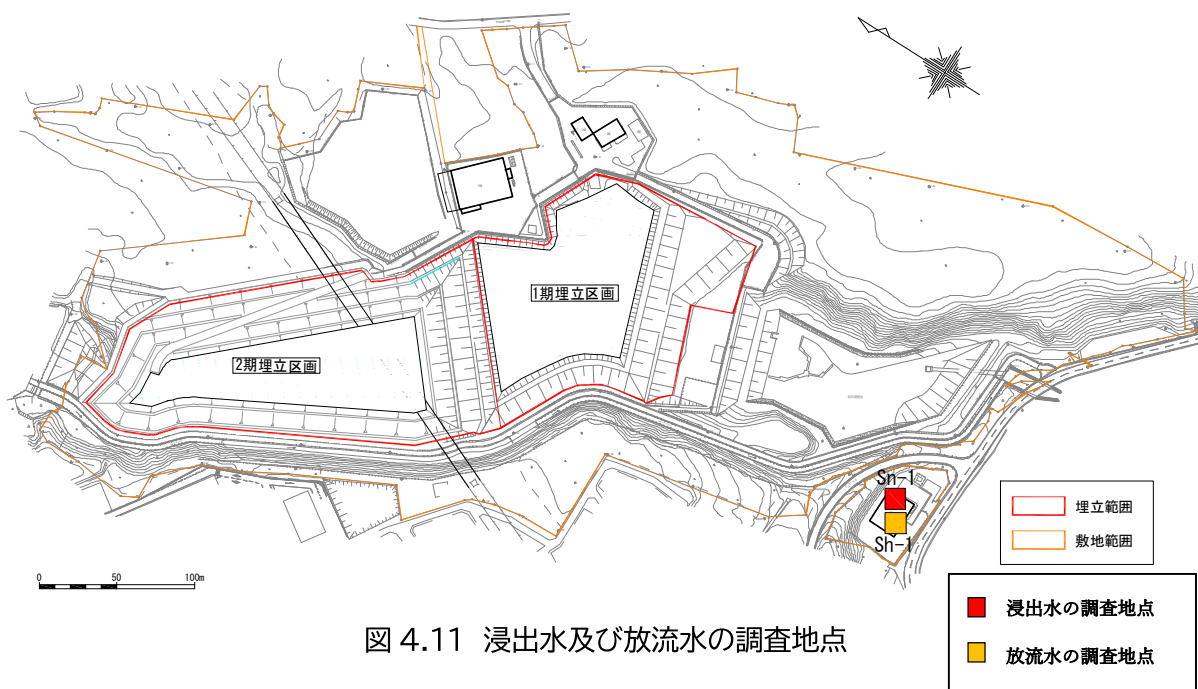 1期埋立区画
2期埋立区画
Sn-1
Sh-1
埋立範囲
敷地範囲
0 50 100m
浸出水の調査地点
放流水の調査地点
図 4.11 浸出水及び放流水の調査地点